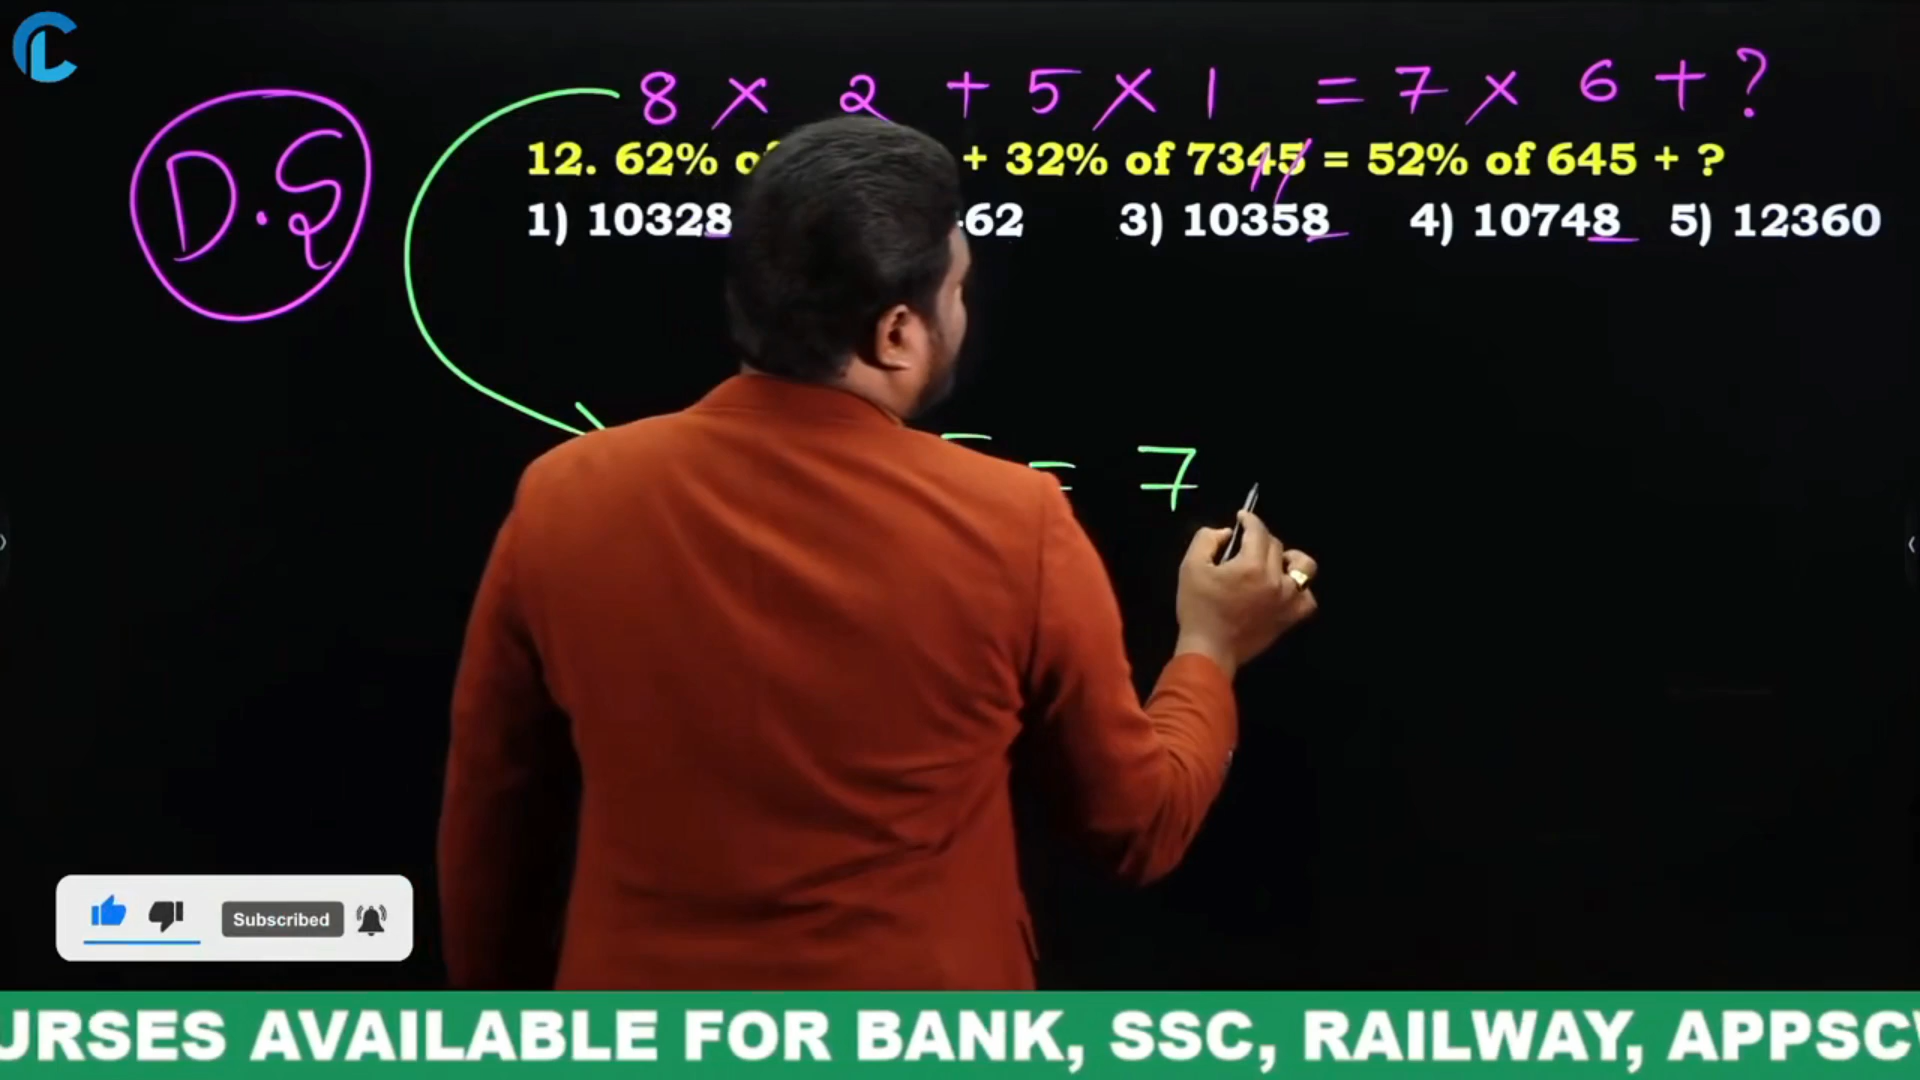 8 × 2 + 5 × 1 = 7 × 6 + ?
D.S
12. 62% of + 32% of 7345 = 52% of 645 + ?
1) 10328 62 3) 10358 4) 10748 5) 12360
= 7
Subscribed
URSES AVAILABLE FOR BANK, SSC, RAILWAY, APPSC